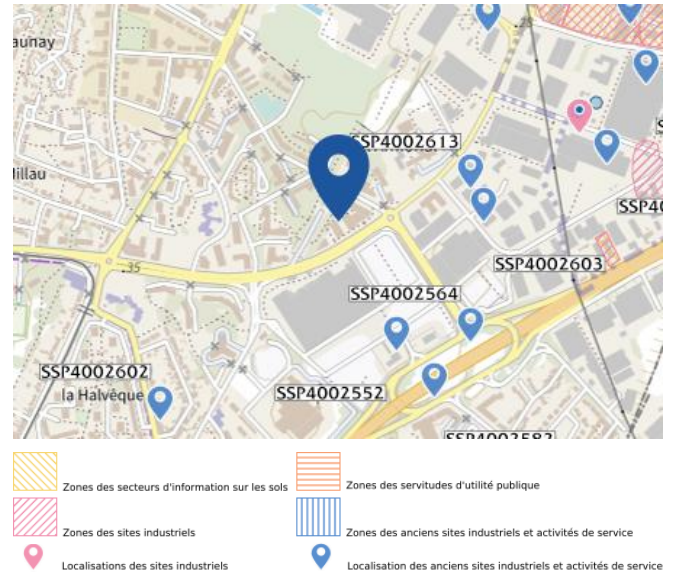 aunay
28
SSP4002613
Millau
SSP40
35
SSP4002603
SSP4002564
SSP4002602
la Halvêque
SSP4002552
SSP4002582
Zones des secteurs d'information sur les sols
Zones des servitudes d'utilité publique
Zones des sites industriels
Zones des anciens sites industriels et activités de service
Localisations des sites industriels
Localisation des anciens sites industriels et activités de service